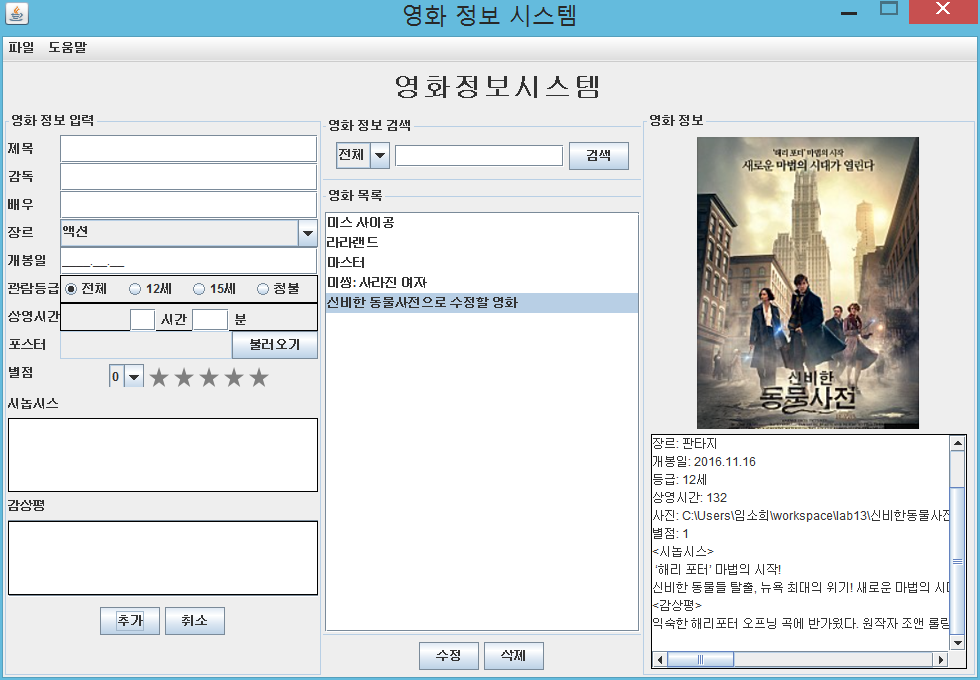 영화 정보 시스템
파일 도움말
영화정보시스템
영화 정보 입력
제목
감독
배우
장르 액션
개봉일 ____.__.__
관람등급 전체 12세 15세 청불
상영시간 시간 분
포스터 불러오기
별점 0 ★★★★★
시놉시스
감상평
추가 취소
영화 정보 검색
전체 검색
영화 목록
미스 사이공
라라랜드
마스터
미씽: 사라진 여자
신비한 동물사전으로 수정할 영화
수정 삭제
영화 정보
'해리 포터' 마법의 시작
새로운 마법의 시대가 열린다
신비한
동물사전
장르: 판타지
개봉일: 2016.11.16
등급: 12세
상영시간: 132
사진: C:\Users\임소희\workspace\lab13\신비한동물사전
별점: 1
<시놉시스>
'해리 포터' 마법의 시작!
신비한 동물들 탈출, 뉴욕 최대의 위기! 새로운 마법의 시대
<감상평>
익숙한 해리포터 오프닝 곡에 반가웠다. 원작자 조앤 롤링